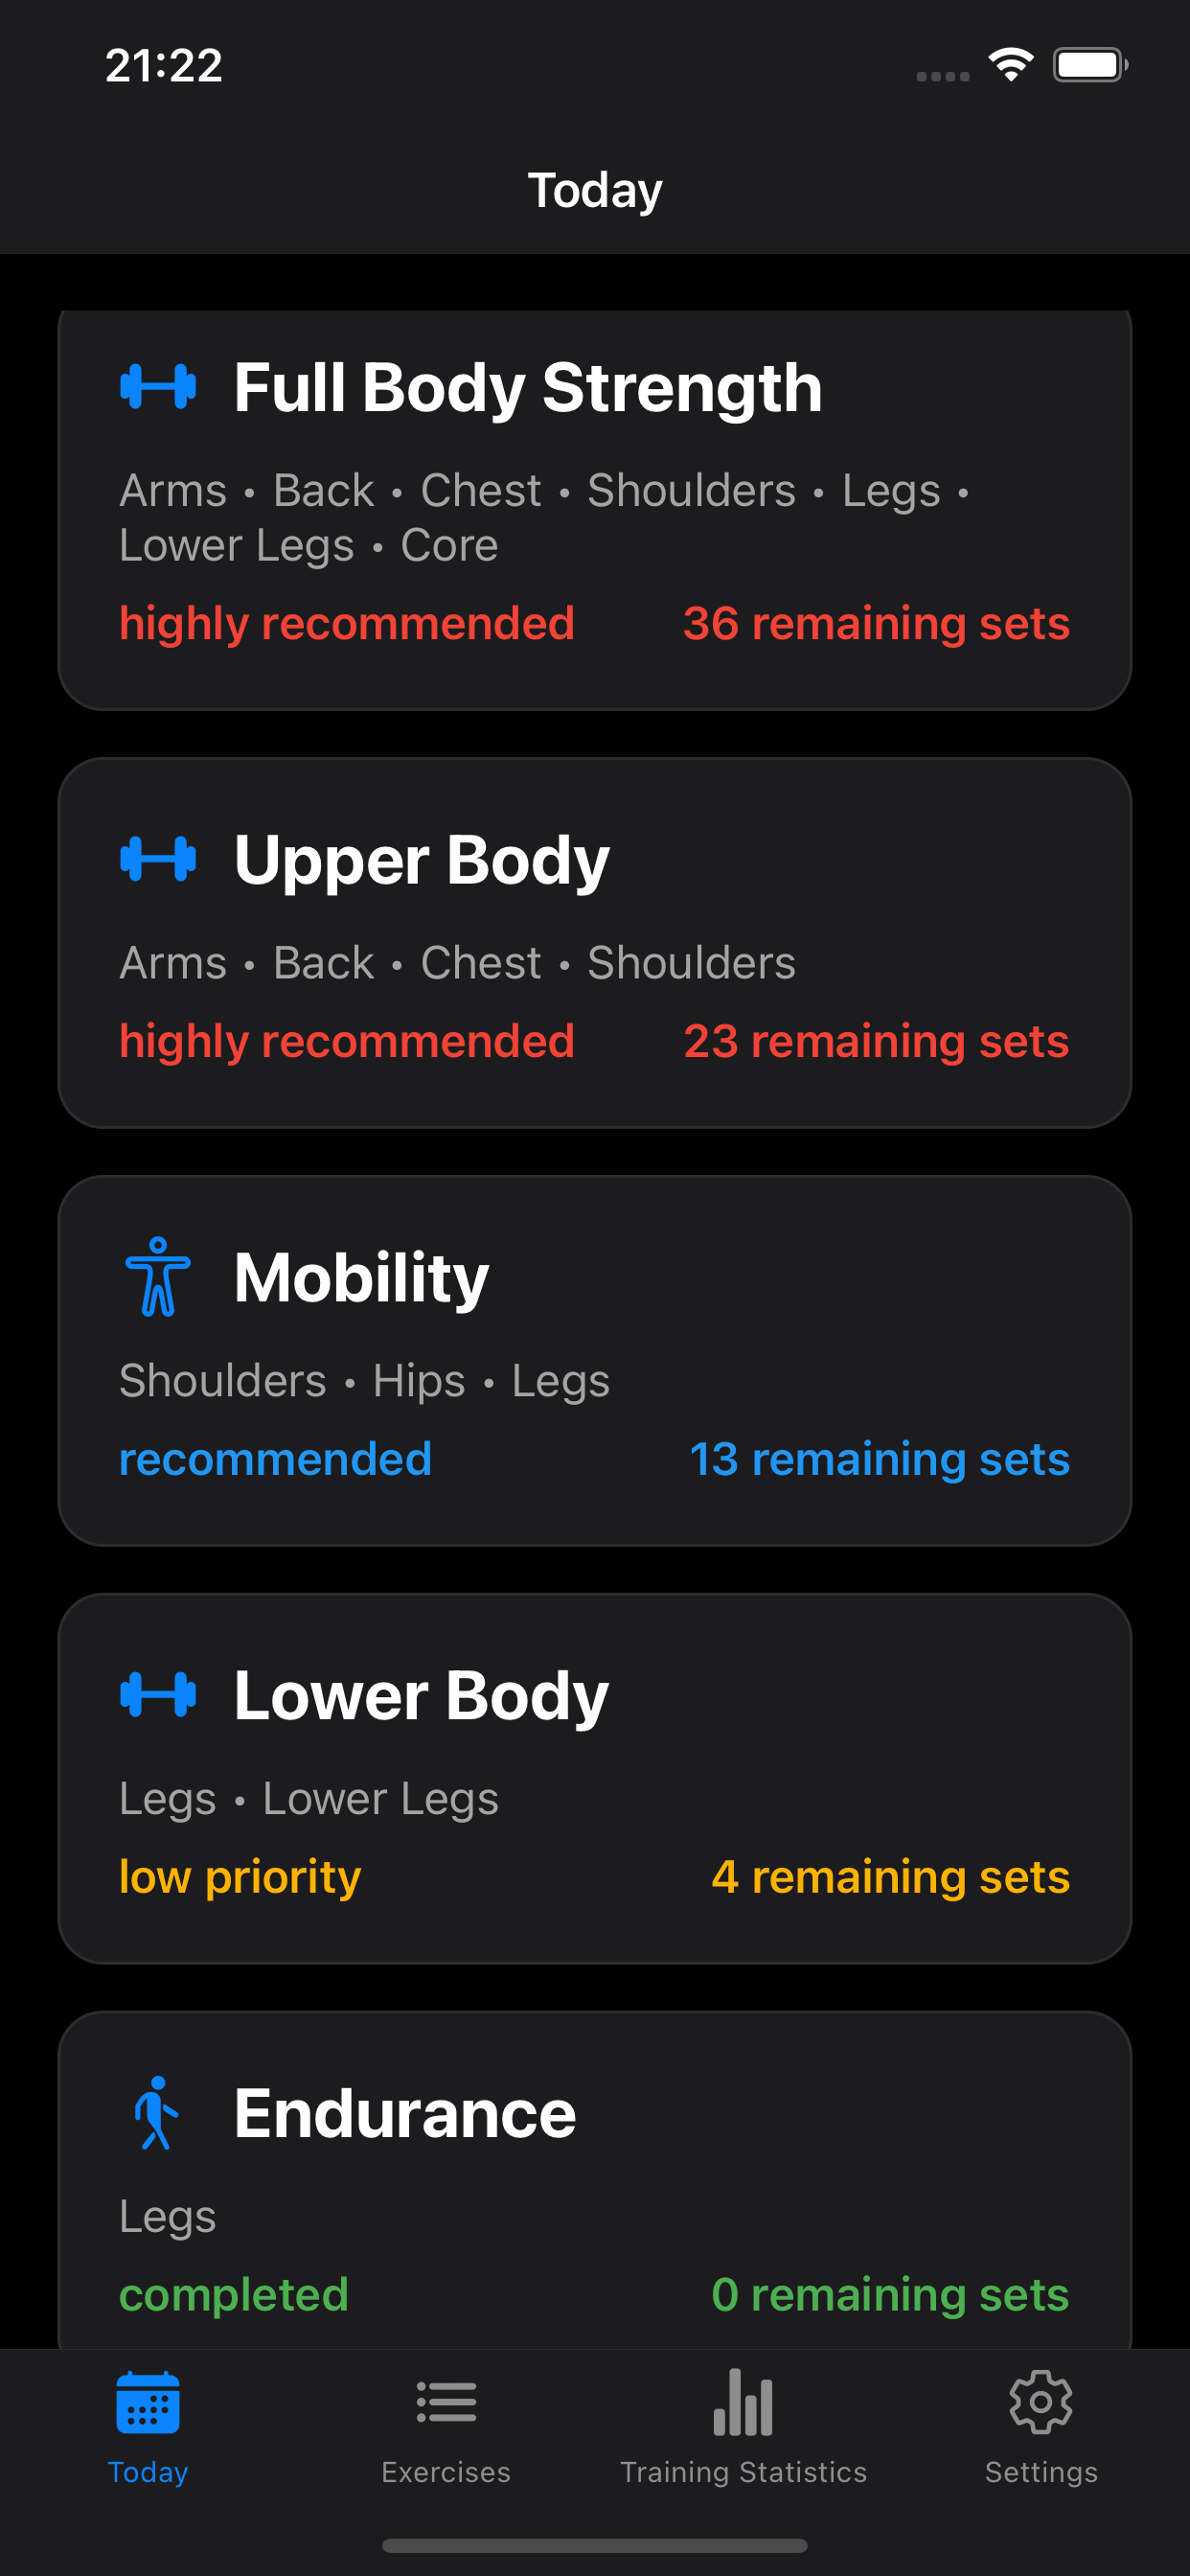 21:22
Today
Full Body Strength
Arms • Back • Chest • Shoulders • Legs •
Lower Legs • Core
highly recommended 36 remaining sets
Upper Body
Arms • Back • Chest • Shoulders
highly recommended 23 remaining sets
Mobility
Shoulders • Hips • Legs
recommended 13 remaining sets
Lower Body
Legs • Lower Legs
low priority 4 remaining sets
Endurance
Legs
completed 0 remaining sets
Today Exercises Training Statistics Settings